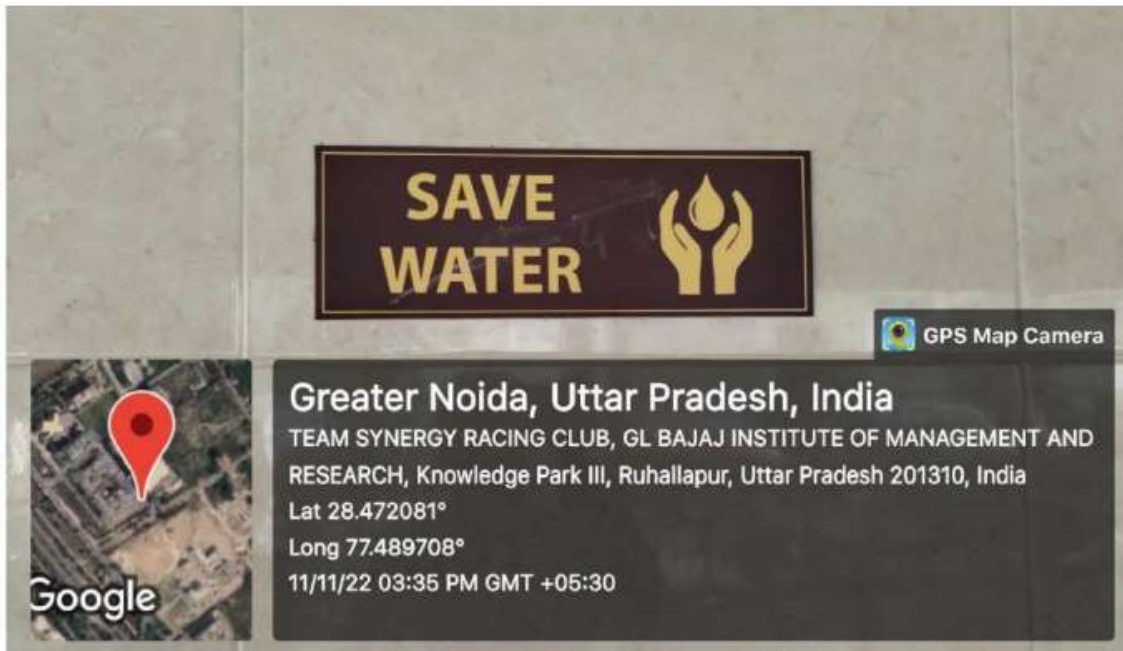 SAVE
WATER
GPS Map Camera
Greater Noida, Uttar Pradesh, India
TEAM SYNERGY RACING CLUB, GL BAJAJ INSTITUTE OF MANAGEMENT AND
RESEARCH, Knowledge Park III, Ruhallapur, Uttar Pradesh 201310, India
Lat 28.472081°
Long 77.489708°
11/11/22 03:35 PM GMT +05:30
Google